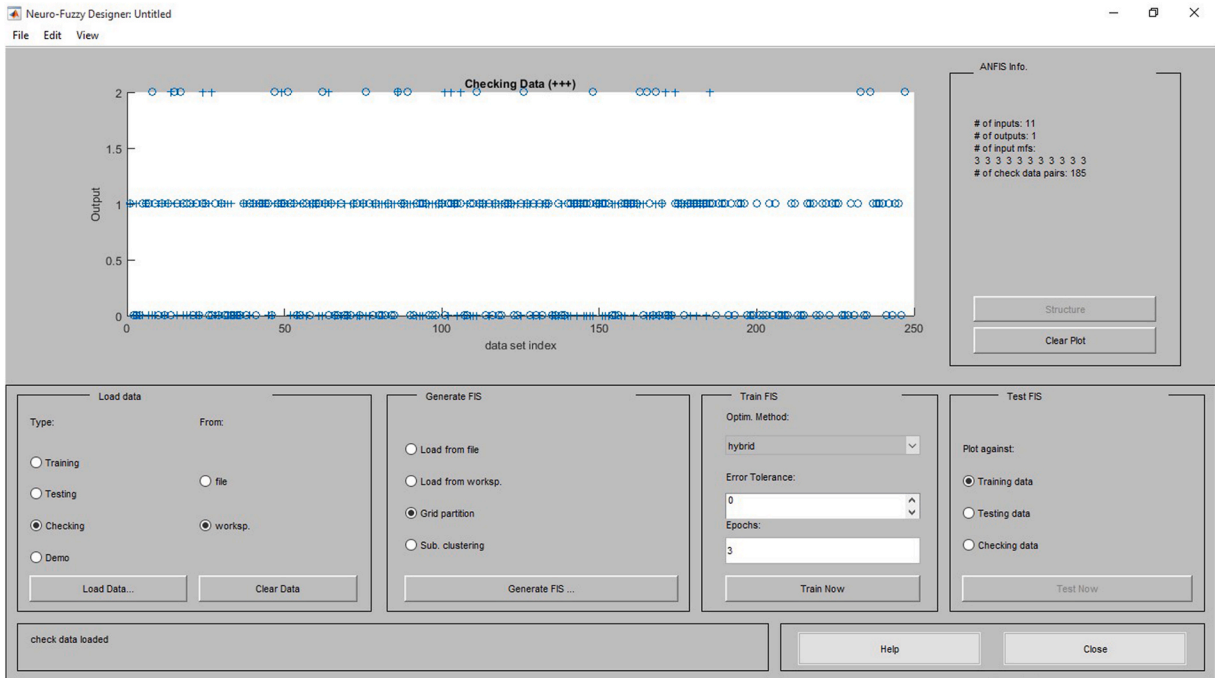 Neuro-Fuzzy Designer: Untitled
File Edit View
Checking Data (+++)
2
1.5
1
0.5
0
Output
0 50 100 150 200 250
data set index
ANFIS Info.
# of inputs: 11
# of outputs: 1
# of input mfs:
3 3 3 3 3 3 3 3 3 3 3
# of check data pairs: 185
Structure
Clear Plot
Load data
Type:
From:
Training
Testing
Checking
Demo
file
worksp.
Load Data...
Clear Data
Generate FIS
Load from file
Load from worksp.
Grid partition
Sub. clustering
Generate FIS ...
Train FIS
Optim. Method:
hybrid
Error Tolerance:
0
Epochs:
3
Train Now
Test FIS
Plot against:
Training data
Testing data
Checking data
Test Now
check data loaded
Help
Close